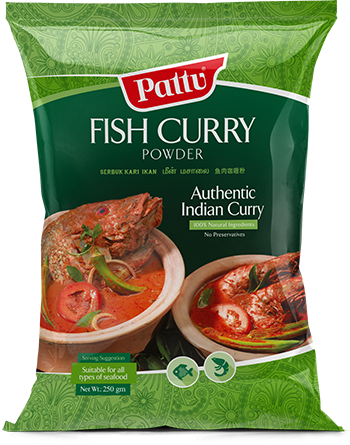 Pattu
FISH CURRY
POWDER
SERBUK KARI IKAN மீன் மசாலை 魚肉咖喱粉
Authentic
Indian Curry
100% Natural Ingredients
No Preservatives
Serving Suggestion
Suitable for all
types of seafood
Net Wt.: 250 gm